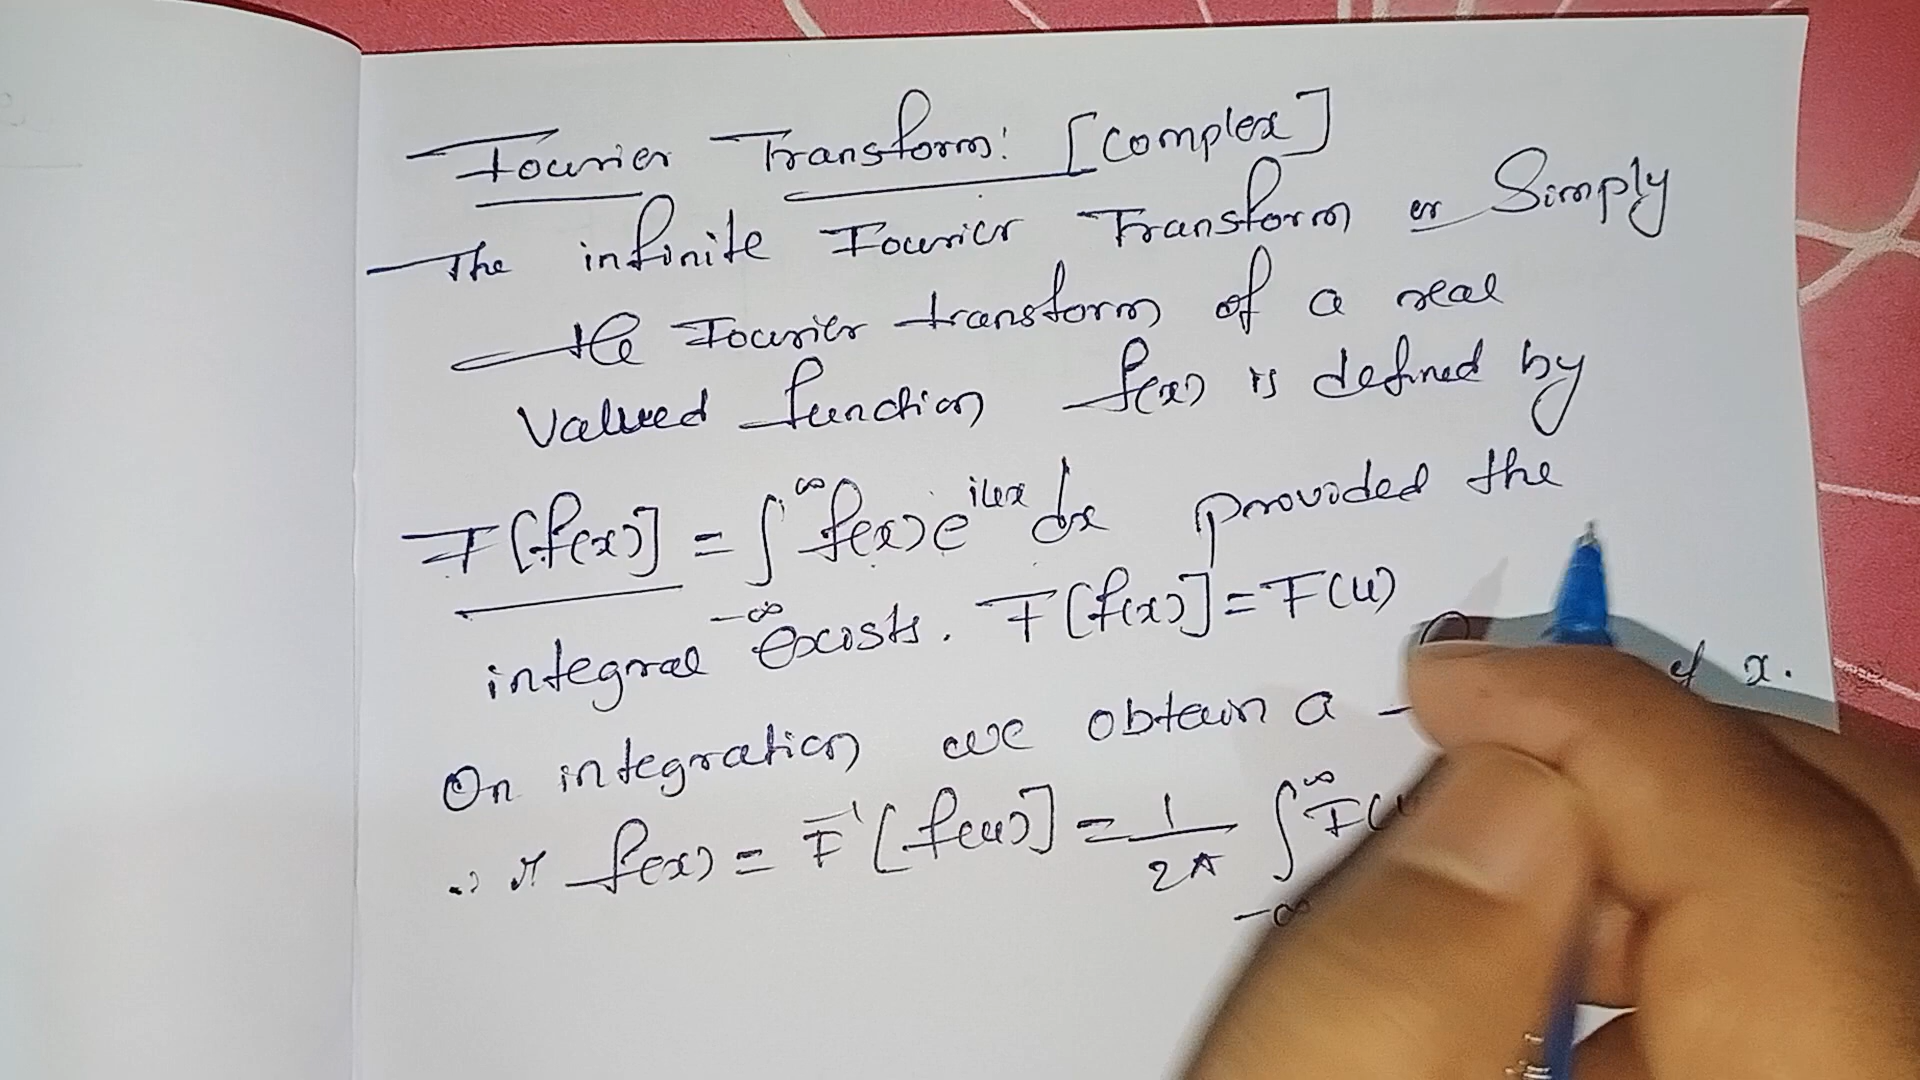 Fourier Transform: [Complex]
The infinite Fourier Transform or Simply
the Fourier transform of a real
Valued function f(x) is defined by
F[f(x)] = ∫_{-∞}^{∞} f(x) e^{iux} dx provided the
integral exists. F[f(x)] = F(u)
On integration we obtain a of x.
f(x) = F^{-1}[f(u)] = 1/2π ∫_{-∞}^{∞} F(